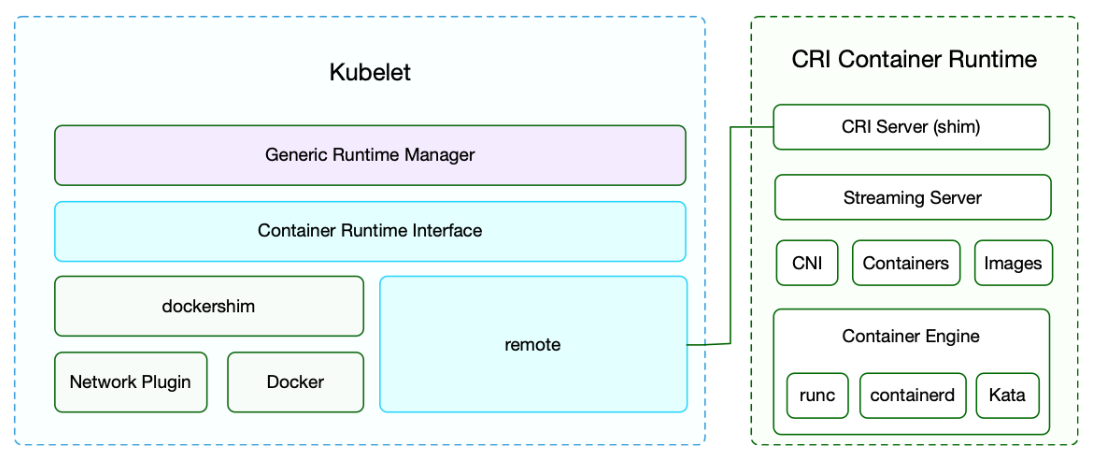 Kubelet
Generic Runtime Manager
Container Runtime Interface
dockershim
Network Plugin
Docker
remote
CRI Container Runtime
CRI Server (shim)
Streaming Server
CNI
Containers
Images
Container Engine
runc
containerd
Kata